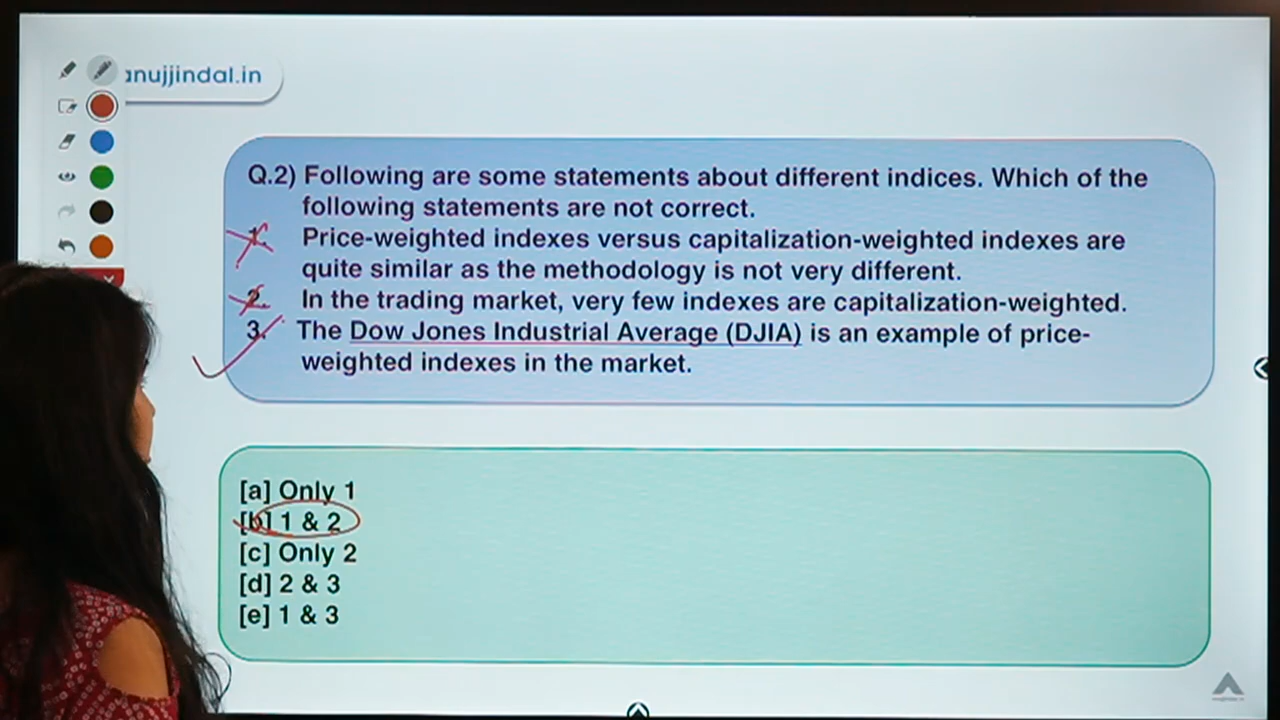 anujjindal.in
Q.2) Following are some statements about different indices. Which of the
following statements are not correct.
1. Price-weighted indexes versus capitalization-weighted indexes are
quite similar as the methodology is not very different.
2. In the trading market, very few indexes are capitalization-weighted.
3. The Dow Jones Industrial Average (DJIA) is an example of price-
weighted indexes in the market.
[a] Only 1
[b] 1 & 2
[c] Only 2
[d] 2 & 3
[e] 1 & 3